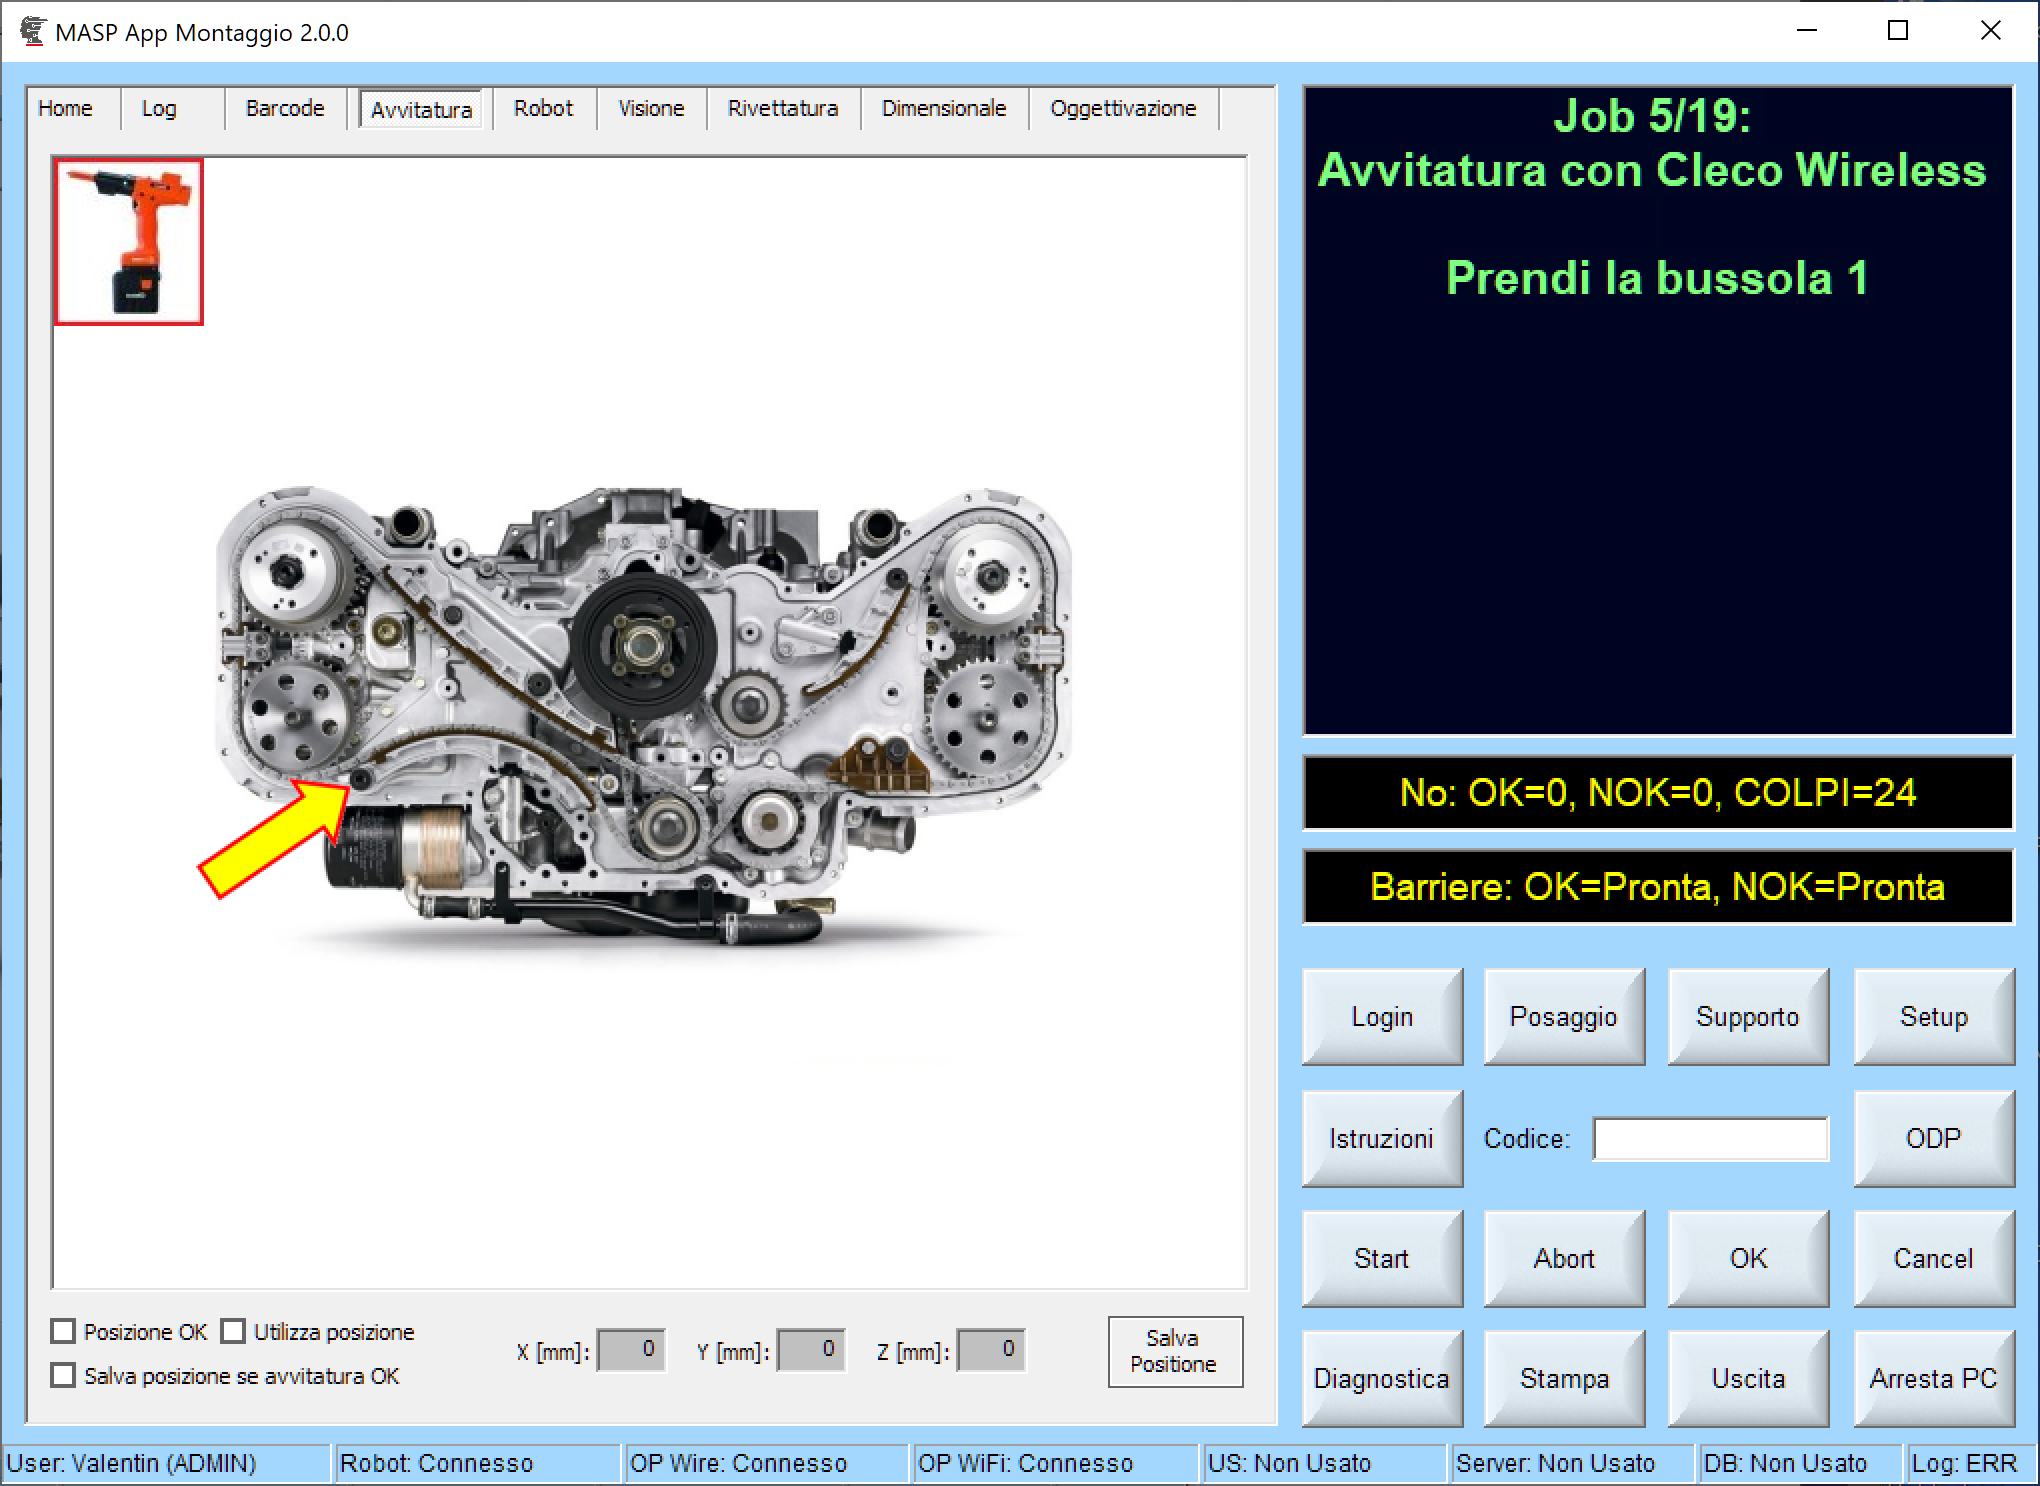 MASP App Montaggio 2.0.0
Home Log Barcode Avvitatura Robot Visione Rivettatura Dimensionale Oggettivazione
Job 5/19:
Avvitatura con Cleco Wireless
Prendi la bussola 1
No: OK=0, NOK=0, COLPI=24
Barriere: OK=Pronta, NOK=Pronta
Login Posaggio Supporto Setup
Istruzioni Codice: ODP
Start Abort OK Cancel
Diagnostica Stampa Uscita Arresta PC
Posizione OK Utilizza posizione
Salva posizione se avvitatura OK
X [mm]: 0 Y [mm]: 0 Z [mm]: 0
Salva
Positione
User: Valentin (ADMIN) Robot: Connesso OP Wire: Connesso OP WiFi: Connesso US: Non Usato Server: Non Usato DB: Non Usato Log: ERR